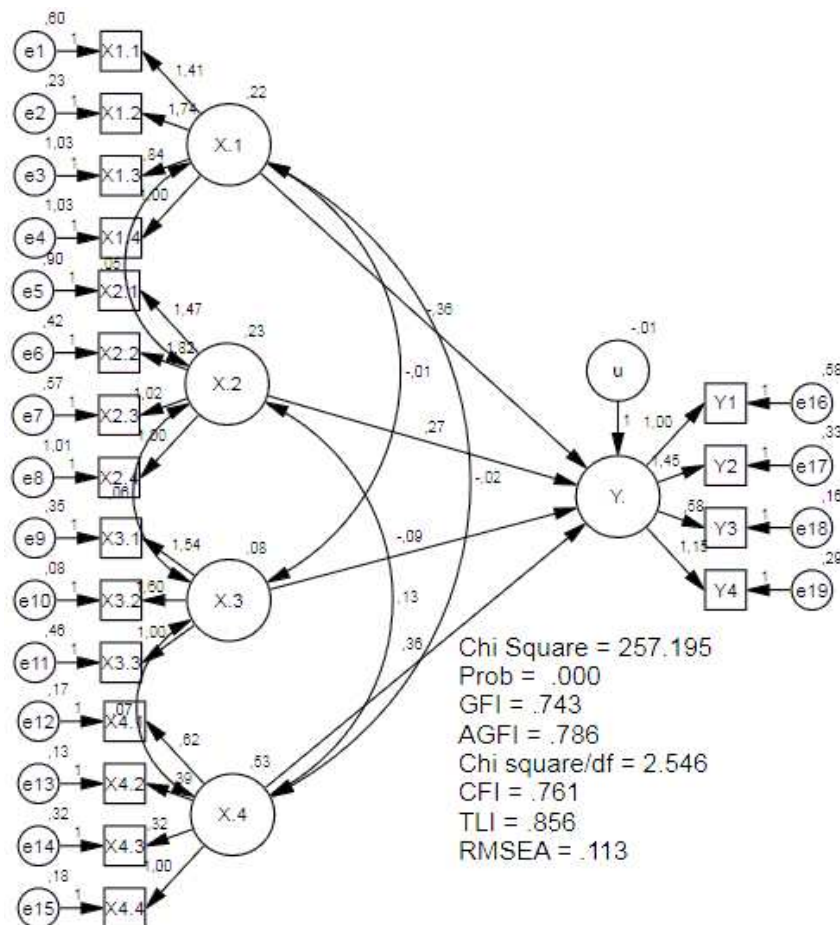 ,60
e1 1 X1.1
1,41
,23
e2 1 X1.2
1,74
,22
X.1
1,03
e3 1 X1.3
,84
1,03
e4 1 X1.4
1,00
,90
e5 1 X2.1
,05
1,47
,42
e6 1 X2.2
1,82
,23
X.2
,57
e7 1 X2.3
1,02
1,01
e8 1 X2.4
1,00
,06
,35
e9 1 X3.1
1,54
,08
X.3
,08
e10 1 X3.2
1,60
,46
e11 1 X3.3
1,00
,17
e12 1 X4.1
,07
,62
,53
X.4
,13
e13 1 X4.2
,39
,32
e14 1 X4.3
,32
,18
e15 1 X4.4
1,00
-,36
-,01
,27
-,02
-,09
,13
,36
-,01
u
1
Y.
1,00
Y1 1 e16
,58
1,45
Y2 1 e17
,33
,58
Y3 1 e18
,16
1,15
Y4 1 e19
,29
Chi Square = 257.195
Prob = .000
GFI = .743
AGFI = .786
Chi square/df = 2.546
CFI = .761
TLI = .856
RMSEA = .113